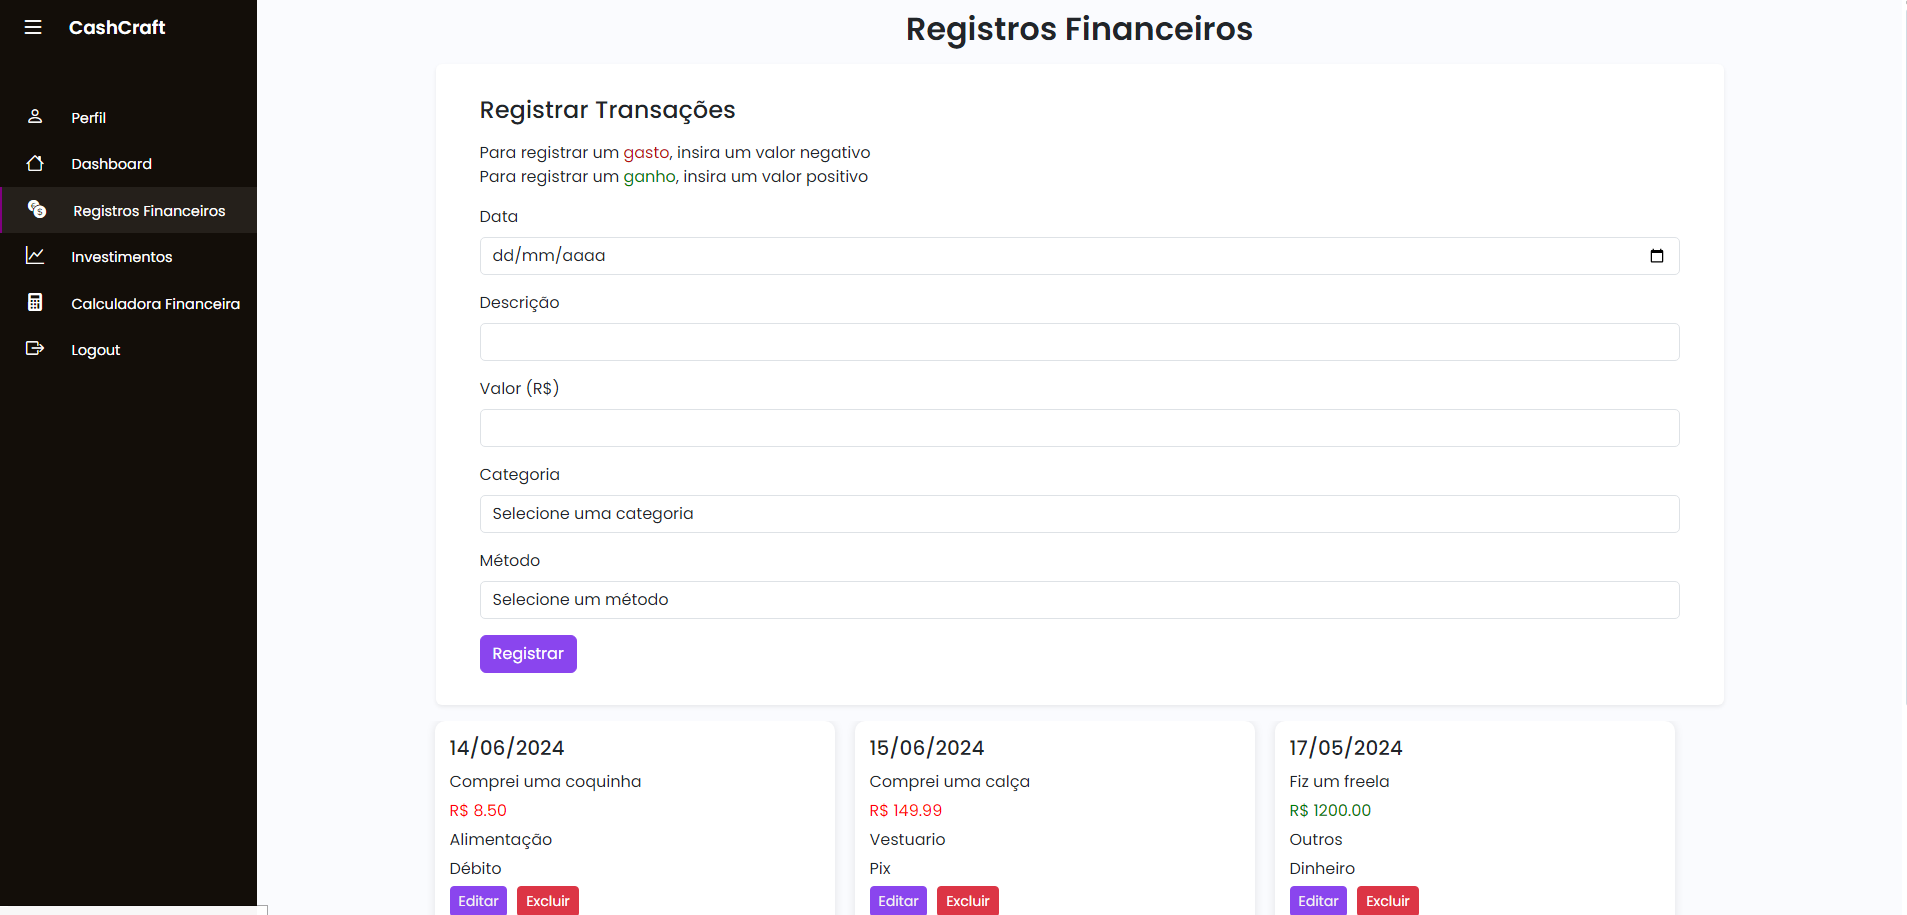 CashCraft
Perfil
Dashboard
Registros Financeiros
Investimentos
Calculadora Financeira
Logout
Registros Financeiros
Registrar Transações
Para registrar um gasto, insira um valor negativo
Para registrar um ganho, insira um valor positivo
Data
dd/mm/aaaa
Descrição
Valor (R$)
Categoria
Selecione uma categoria
Método
Selecione um método
Registrar
14/06/2024
Comprei uma coquinha
R$ 8.50
Alimentação
Débito
Editar Excluir
15/06/2024
Comprei uma calça
R$ 149.99
Vestuario
Pix
Editar Excluir
17/05/2024
Fiz um freela
R$ 1200.00
Outros
Dinheiro
Editar Excluir